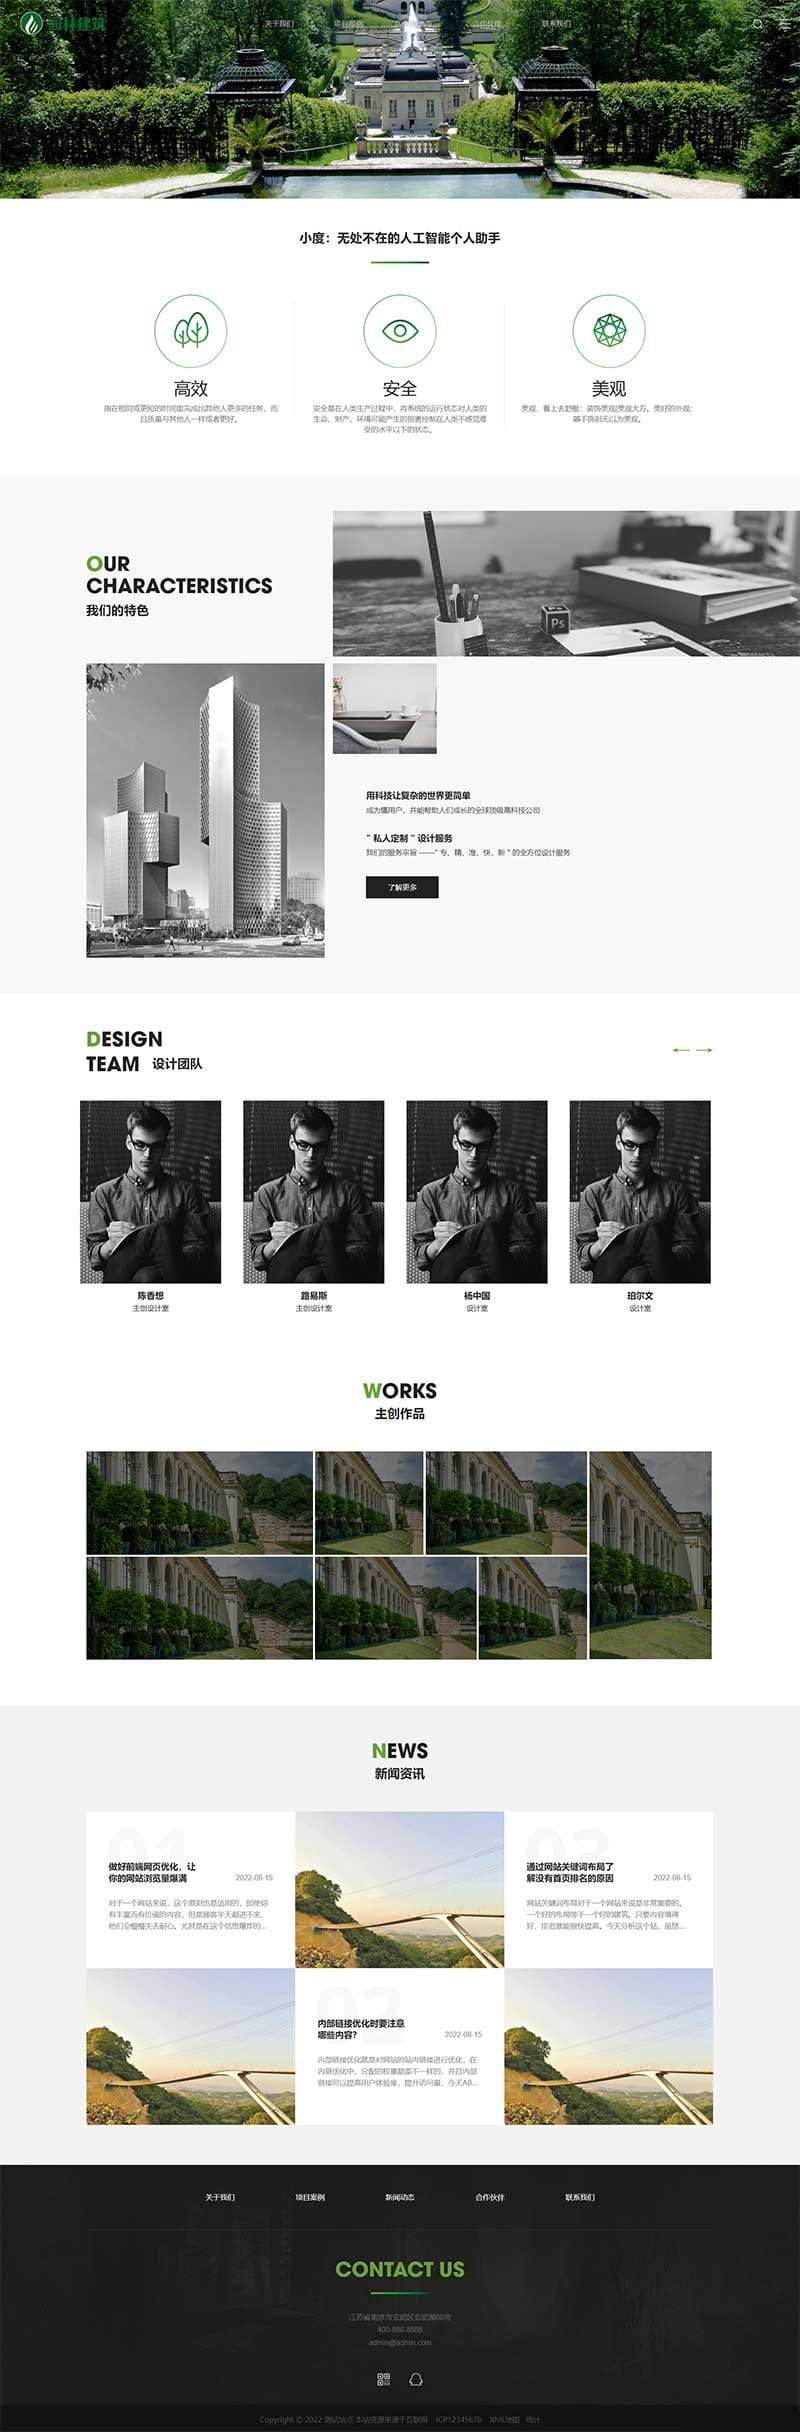 园林建筑
关于我们
项目案例
合作伙伴
联系我们
小度：无处不在的人工智能个人助手
高效
指在相同或更短的时间里完成比其他人更多的任务，而
且质量与其他人一样或者更好。
安全
安全是在人类生产过程中，将系统的运行状态对人类的
生命、财产、环境可能产生的损害控制在人类不感觉难
受的水平以下的状态。
美观
美观，看上去舒服：装饰美观|美观大方。美好的外观：
够不饰则无以为美观。
OUR
CHARACTERISTICS
我们的特色
Ps
用科技让复杂的世界更简单
成为懂用户，并能帮助人们成长的全球顶级高科技公司
" 私人定制 " 设计服务
我们的服务宗旨 ——" 专、精、准、快、新 " 的全方位设计服务
了解更多
DESIGN
TEAM 设计团队
陈香想
主创设计室
路易斯
主创设计室
杨中国
设计室
珀尔文
设计室
WORKS
主创作品
NEWS
新闻资讯
01
做好前端网页优化，让
你的网站浏览量爆满
2022-08-15
对于一个网站来说，这个原则也是适用的，即使你
有丰富而有价值的内容，但是顾客半天都进不来，
他们会慢慢失去耐心。尤其是在这个信息爆炸的...
03
通过网站关键词布局了
解没有首页排名的原因
2022-08-15
网站关键词布局对于一个网站来说是非常重要的。
一个好的布局等于一个好的建筑。只要内容填得
好，排名就能很快提高。今天分析这个站，虽然...
02
内部链接优化时要注意
哪些内容？
2022-08-15
内部链接优化就是对网站的站内链接进行优化，在
内链优化中，分配的权重都是不一样的，并且内部
链接可以提高用户体验度，提升访问量，今天AB...
关于我们
项目案例
新闻动态
合作伙伴
联系我们
CONTACT US
江苏省南京市玄武区玄武湖88号
400-888-8888
admin@admin.com
Copyright © 2022 测试站点 本站资源来源于互联网 ICP12345678 XML地图 统计